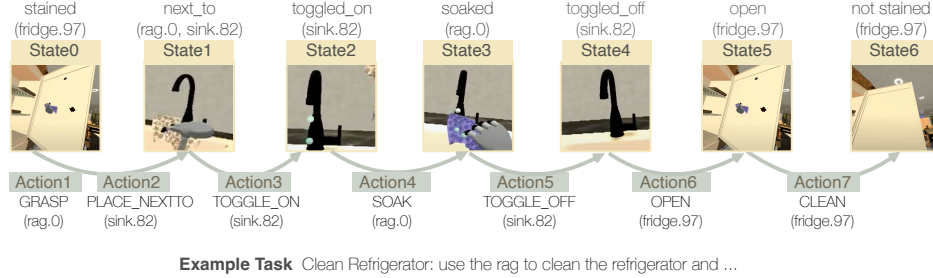 stained next_to toggled_on soaked toggled_off open not stained
(fridge.97) (rag.0, sink.82) (sink.82) (rag.0) (sink.82) (fridge.97) (fridge.97)
State0 State1 State2 State3 State4 State5 State6
Action1 Action2 Action3 Action4 Action5 Action6 Action7
GRASP PLACE_NEXTTO TOGGLE_ON SOAK TOGGLE_OFF OPEN CLEAN
(rag.0) (sink.82) (sink.82) (rag.0) (sink.82) (fridge.97) (fridge.97)
Example Task Clean Refrigerator: use the rag to clean the refrigerator and ...